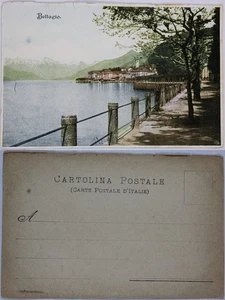 Bellagio.
CARTOLINA POSTALE
(CARTE POSTALE D'ITALIE)
A